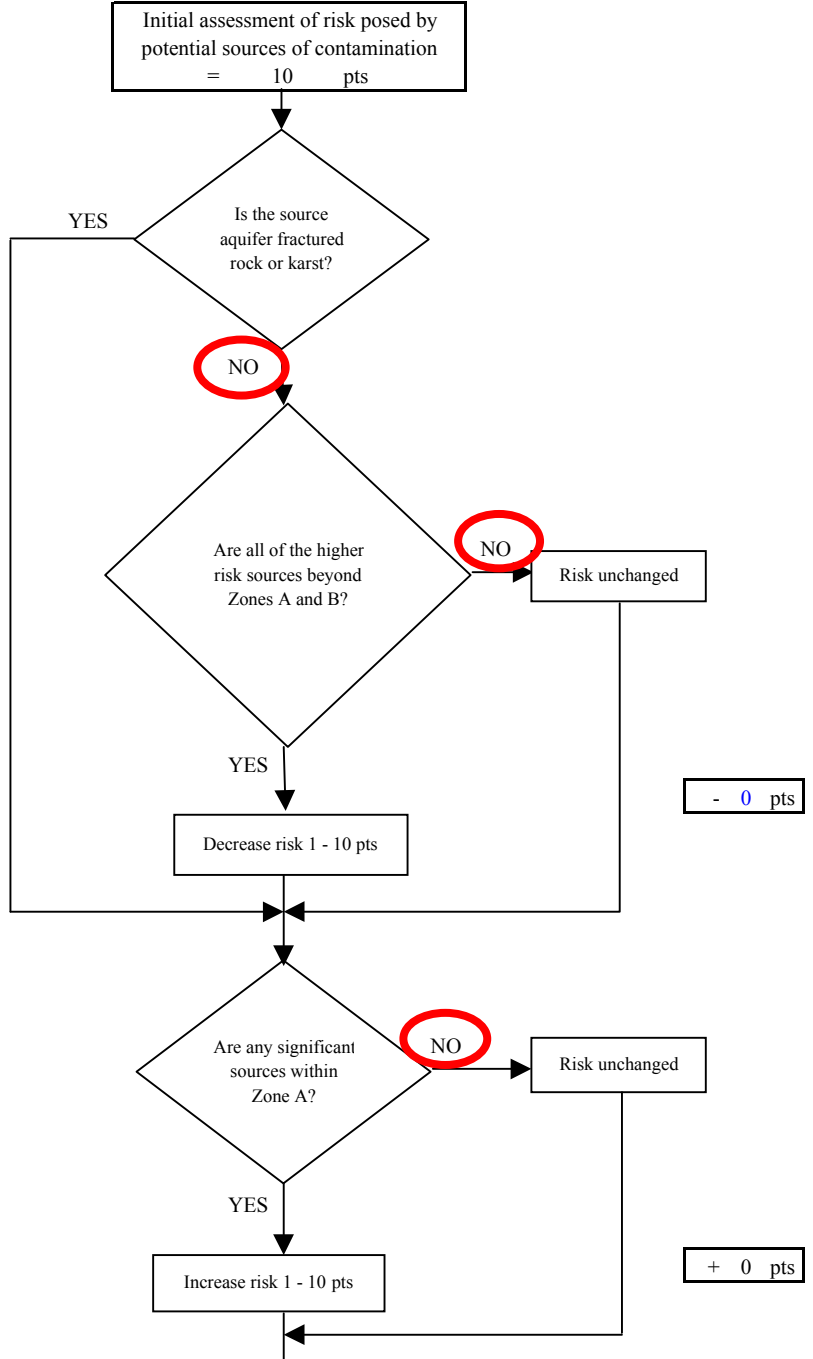 Initial assessment of risk posed by
potential sources of contamination
= 10 pts
YES
Is the source
aquifer fractured
rock or karst?
NO
Are all of the higher
risk sources beyond
Zones A and B?
NO
Risk unchanged
YES
- 0 pts
Decrease risk 1 - 10 pts
Are any significant
sources within
Zone A?
NO
Risk unchanged
YES
+ 0 pts
Increase risk 1 - 10 pts